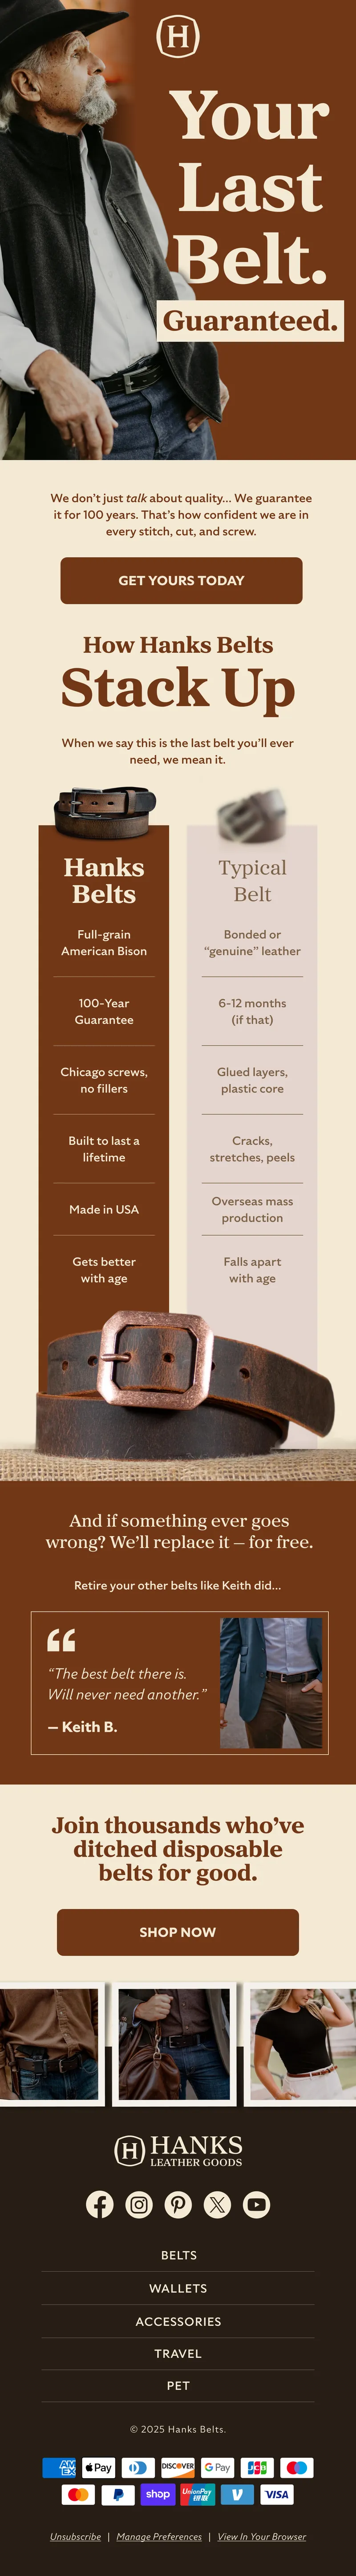 H
Your
Last
Belt.
Guaranteed.
We don't just talk about quality... We guarantee
it for 100 years. That's how confident we are in
every stitch, cut, and screw.
GET YOURS TODAY
How Hanks Belts
Stack Up
When we say this is the last belt you'll ever
need, we mean it.
Hanks
Belts
Full-grain
American Bison
100-Year
Guarantee
Chicago screws,
no fillers
Built to last a
lifetime
Made in USA
Gets better
with age
Typical
Belt
Bonded or
“genuine” leather
6-12 months
(if that)
Glued layers,
plastic core
Cracks,
stretches, peels
Overseas mass
production
Falls apart
with age
And if something ever goes
wrong? We'll replace it – for free.
Retire your other belts like Keith did...
“The best belt there is.
Will never need another.”
– Keith B.
Join thousands who've
ditched disposable
belts for good.
SHOP NOW
H HANKS
LEATHER GOODS
BELTS
WALLETS
ACCESSORIES
TRAVEL
PET
© 2025 Hanks Belts.
AMEX Apple Pay DISCOVER G Pay JCB
PayPal shop UnionPay 银联 VISA
Unsubscribe | Manage Preferences | View In Your Browser